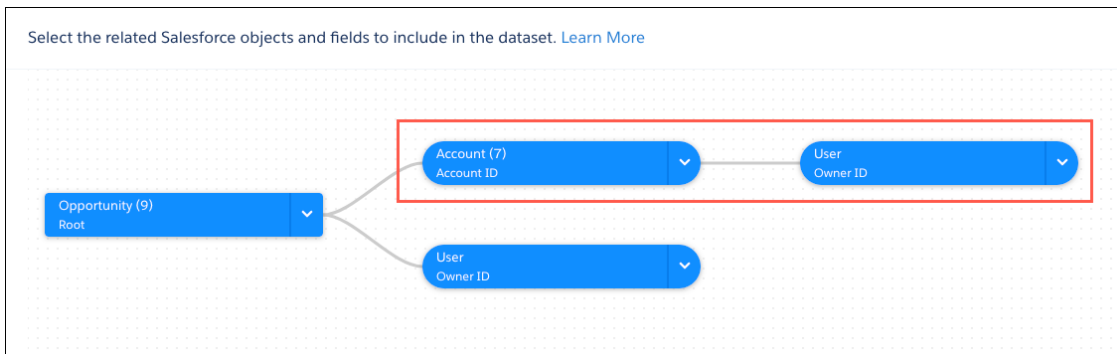 Select the related Salesforce objects and fields to include in the dataset. Learn More
Account (7)
Account ID
User
Owner ID
Opportunity (9)
Root
User
Owner ID